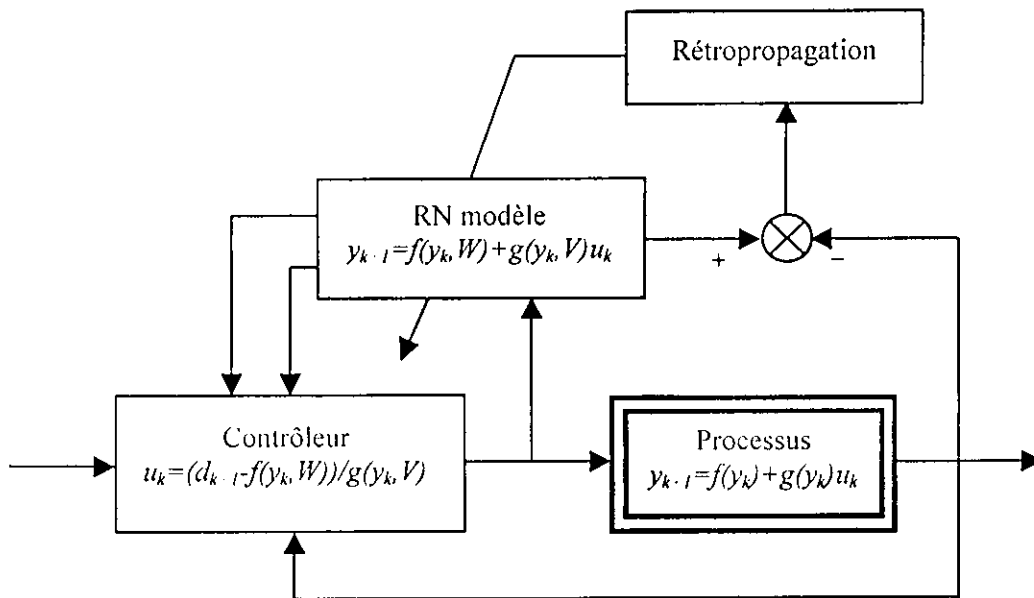 Rétropropagation
RN modèle
y_{k+1}=f(y_k,W)+g(y_k,V)u_k
+
−
Contrôleur
u_k=(d_{k+1}-f(y_k,W))/g(y_k,V)
Processus
y_{k+1}=f(y_k)+g(y_k)u_k